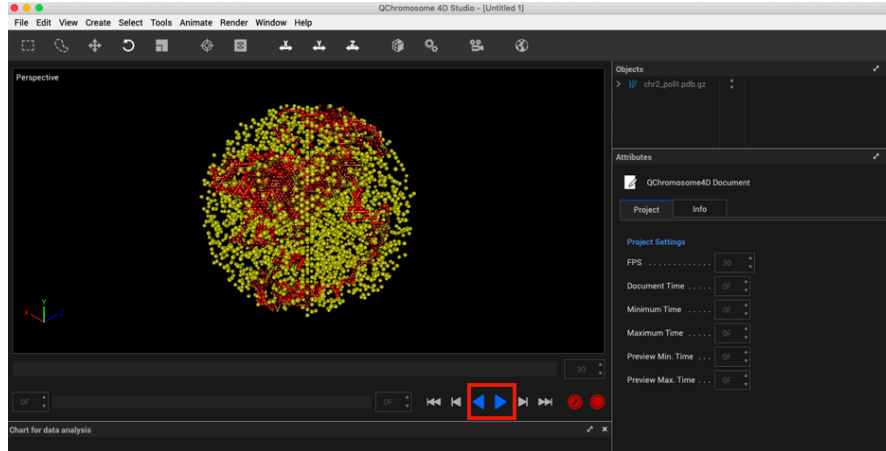 QChromosome 4D Studio - [Untitled 1]
File Edit View Create Select Tools Animate Render Window Help
Perspective
Y
X
Z
30
0F
0F
Chart for data analysis
Objects
chr2_polII.pdb.gz
Attributes
QChromosome4D Document
Project Info
Project Settings
FPS . . . . . . . . . . . . . 30
Document Time . . . . . 0F
Minimum Time . . . . . 0F
Maximum Time . . . . . 0F
Preview Min. Time . . . 0F
Preview Max. Time . . . 0F